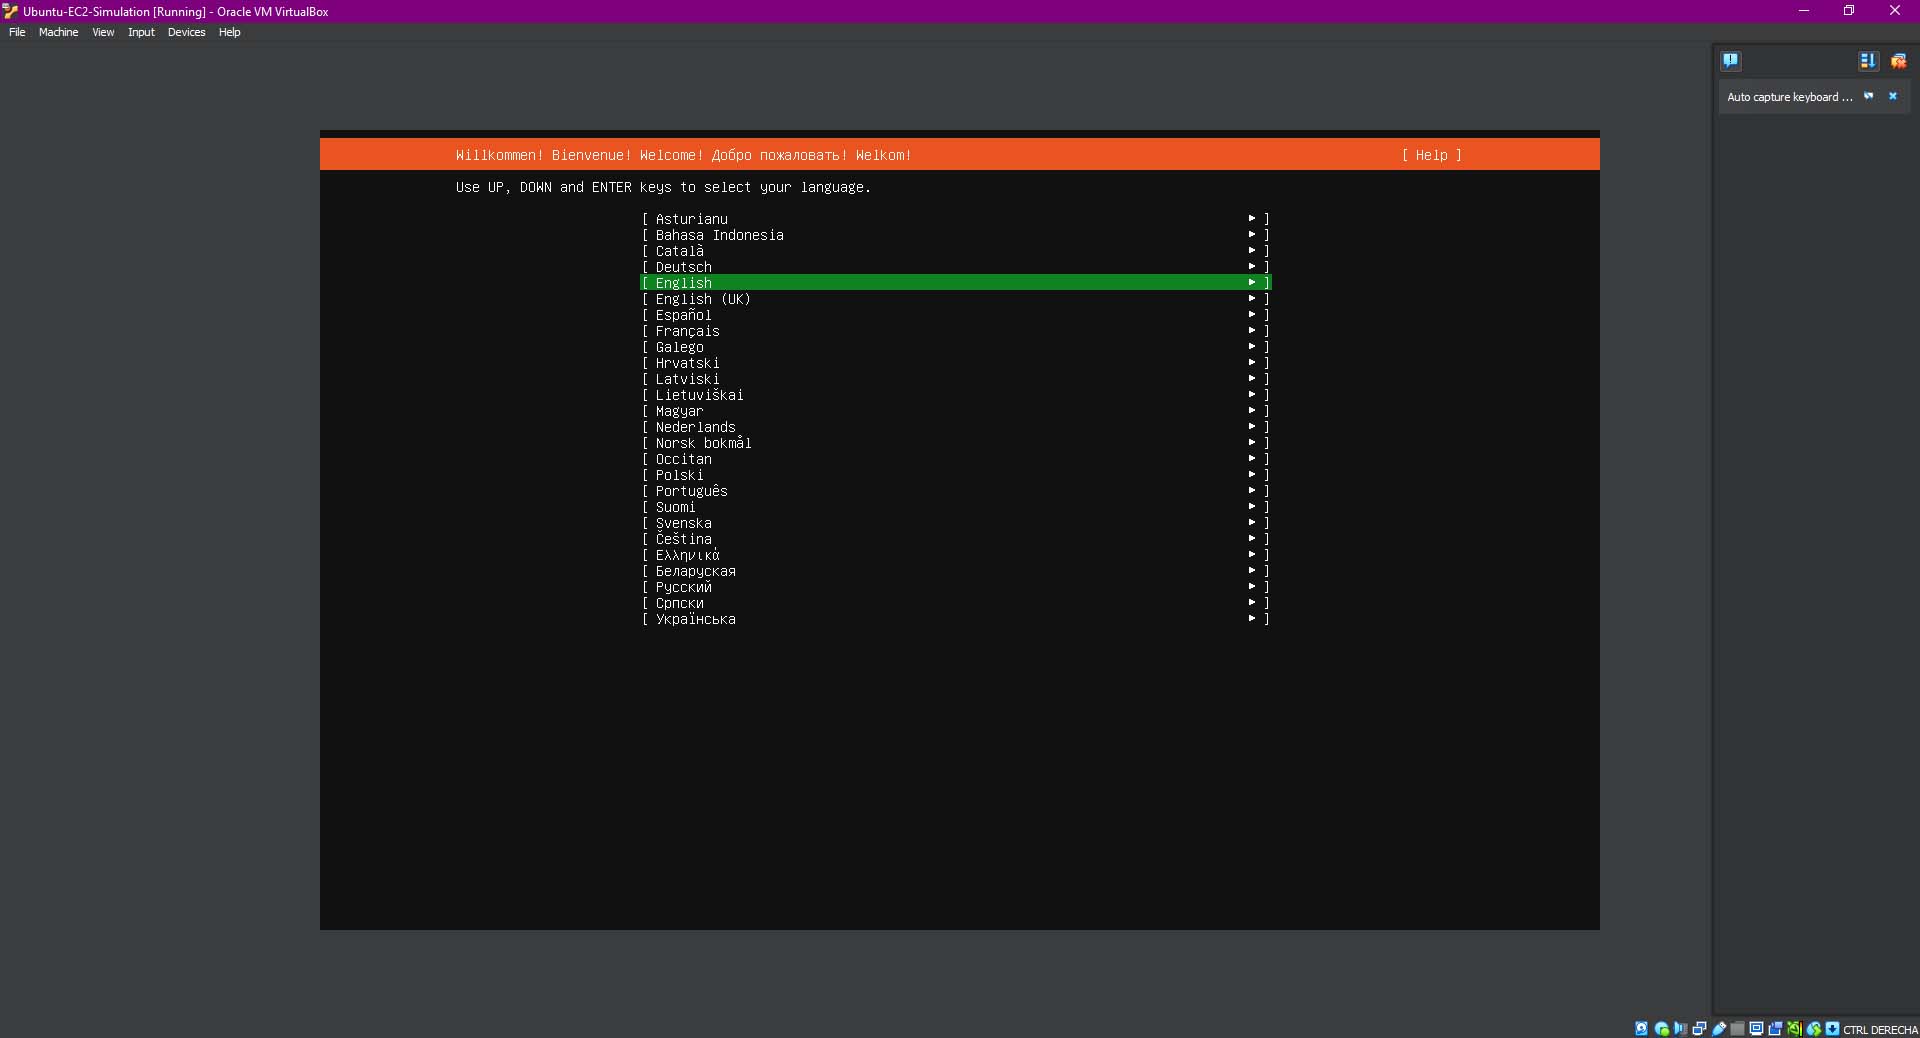 Ubuntu-EC2-Simulation [Running] - Oracle VM VirtualBox
File Machine View Input Devices Help
Auto capture keyboard ...
Willkommen! Bienvenue! Welcome! Добро пожаловать! Welkom! [ Help ]
Use UP, DOWN and ENTER keys to select your language.
[ Asturianu ► ]
[ Bahasa Indonesia ► ]
[ Català ► ]
[ Deutsch ► ]
[ English ► ]
[ English (UK) ► ]
[ Español ► ]
[ Français ► ]
[ Galego ► ]
[ Hrvatski ► ]
[ Latviski ► ]
[ Lietuviškai ► ]
[ Magyar ► ]
[ Nederlands ► ]
[ Norsk bokmål ► ]
[ Occitan ► ]
[ Polski ► ]
[ Português ► ]
[ Suomi ► ]
[ Svenska ► ]
[ Čeština ► ]
[ Ελληνικά ► ]
[ Беларуская ► ]
[ Русский ► ]
[ Српски ► ]
[ Українська ► ]
CTRL DERECHA